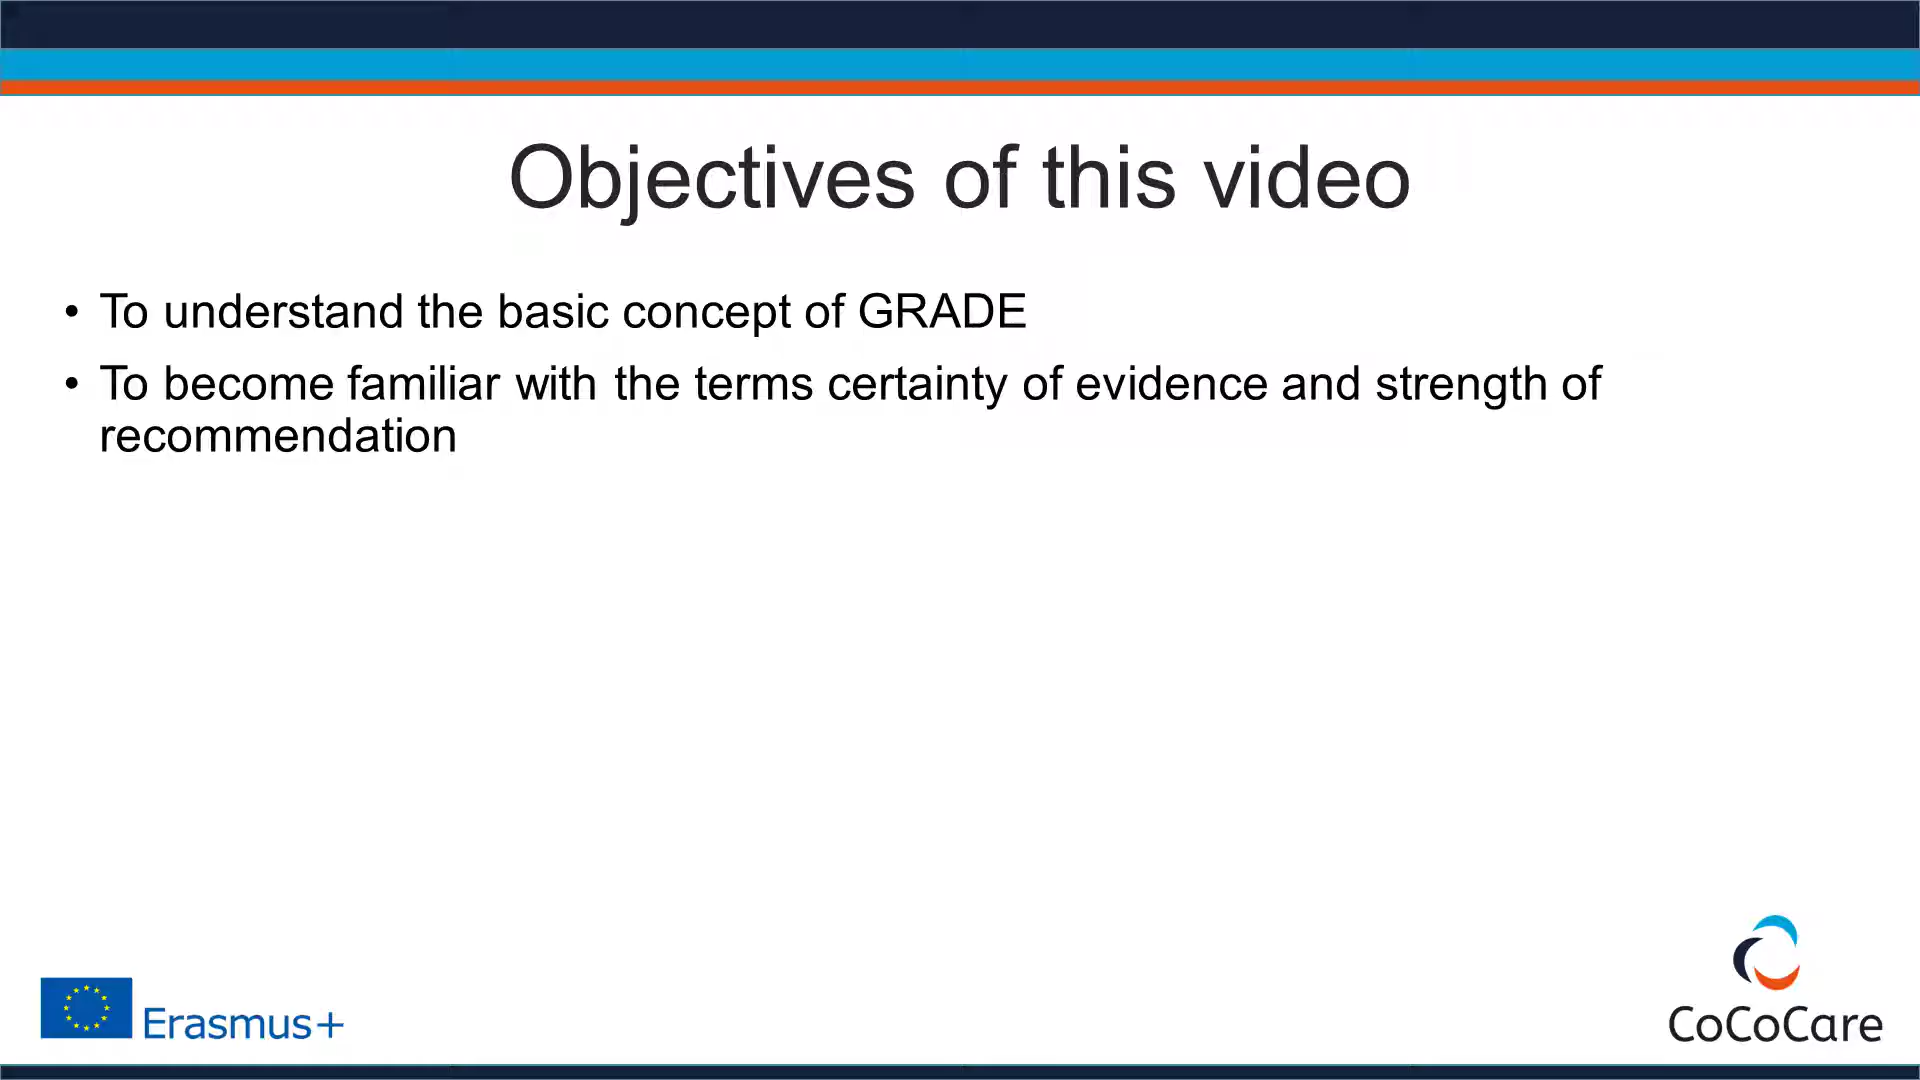 Objectives of this video
• To understand the basic concept of GRADE
• To become familiar with the terms certainty of evidence and strength of
recommendation
Erasmus+
CoCoCare